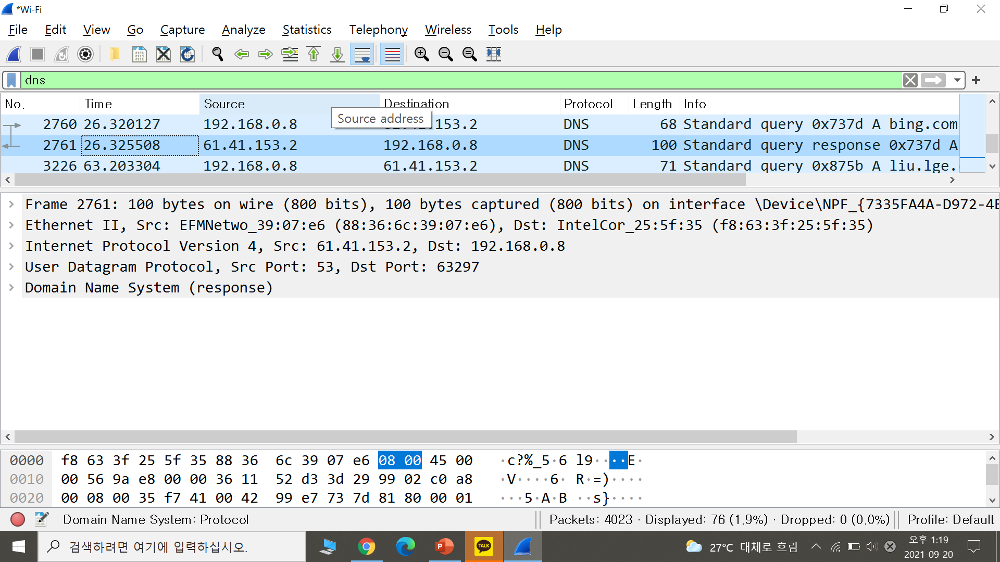 *Wi-Fi
File Edit View Go Capture Analyze Statistics Telephony Wireless Tools Help
dns
No. Time Source Destination Protocol Length Info
Source address
2760 26.320127 192.168.0.8 153.2 DNS 68 Standard query 0x737d A bing.com
2761 26.325508 61.41.153.2 192.168.0.8 DNS 100 Standard query response 0x737d A
3226 63.203304 192.168.0.8 61.41.153.2 DNS 71 Standard query 0x875b A liu.lge.
Frame 2761: 100 bytes on wire (800 bits), 100 bytes captured (800 bits) on interface \Device\NPF_{7335FA4A-D972-4E
Ethernet II, Src: EFMNetwo_39:07:e6 (88:36:6c:39:07:e6), Dst: IntelCor_25:5f:35 (f8:63:3f:25:5f:35)
Internet Protocol Version 4, Src: 61.41.153.2, Dst: 192.168.0.8
User Datagram Protocol, Src Port: 53, Dst Port: 63297
Domain Name System (response)
0000 f8 63 3f 25 5f 35 88 36 6c 39 07 e6 08 00 45 00 ·c?%_5·6 l9····E·
0010 00 56 9a e8 00 00 36 11 52 d3 3d 29 99 02 c0 a8 ·V····6· R·=)····
0020 00 08 00 35 f7 41 00 42 99 e7 73 7d 81 80 00 01 ···5·A·B ··s}····
Domain Name System: Protocol Packets: 4023 · Displayed: 76 (1.9%) · Dropped: 0 (0.0%) Profile: Default
검색하려면 여기에 입력하십시오.
P
TALK
27°C 대체로 흐림
오후 1:19
2021-09-20